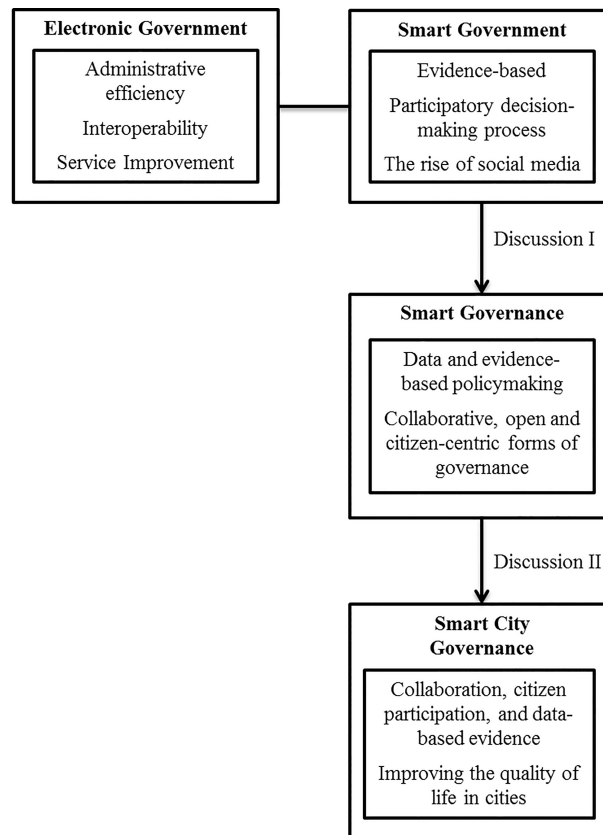 Electronic Government
Administrative
efficiency
Interoperability
Service Improvement
Smart Government
Evidence-based
Participatory decision-
making process
The rise of social media
Discussion I
Smart Governance
Data and evidence-
based policymaking
Collaborative, open and
citizen-centric forms of
governance
Discussion II
Smart City
Governance
Collaboration, citizen
participation, and data-
based evidence
Improving the quality of
life in cities